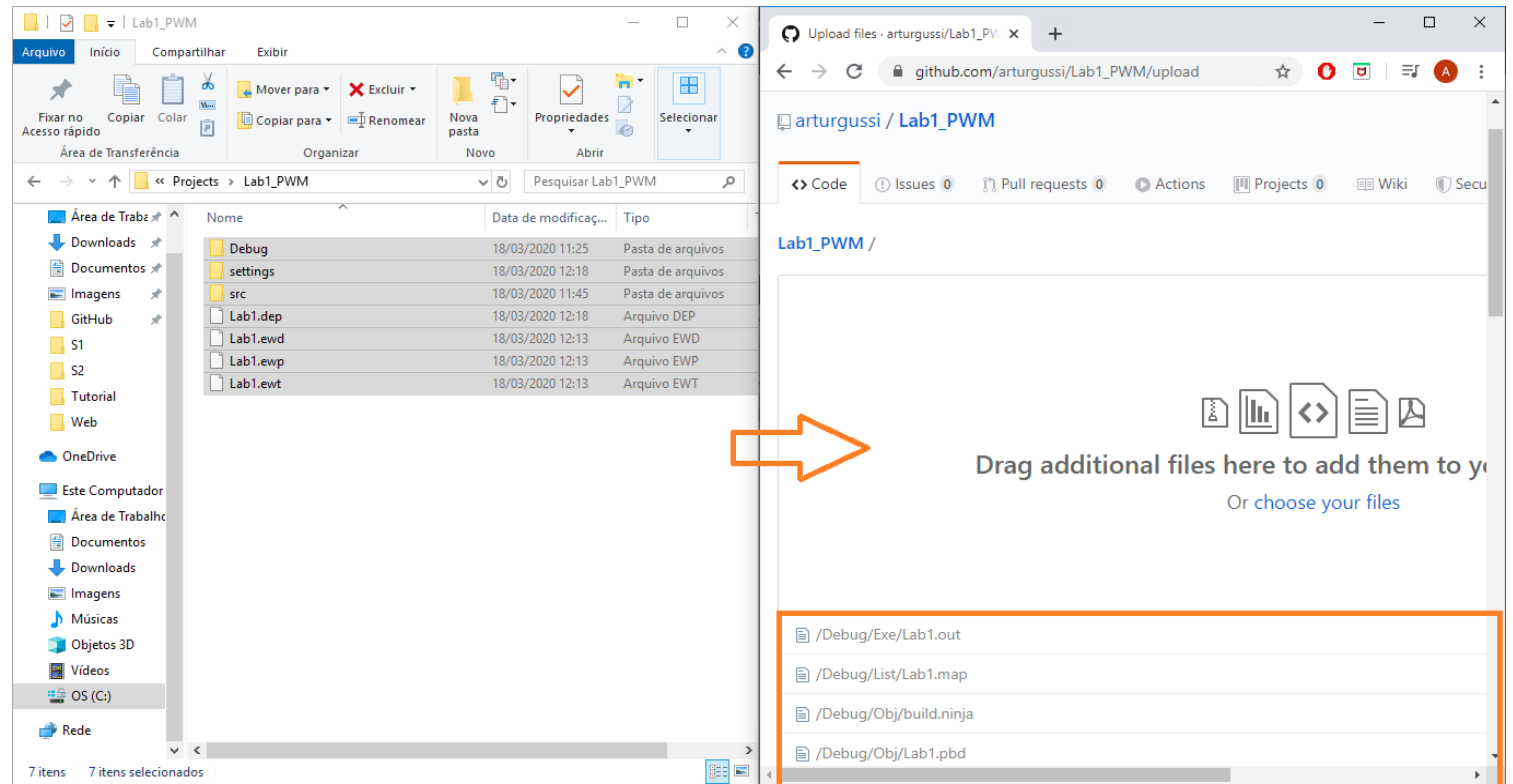 Lab1_PWM
Arquivo Início Compartilhar Exibir
Fixar no Acesso rápido
Copiar
Colar
Mover para
Copiar para
Excluir
Renomear
Nova pasta
Propriedades
Selecionar
Área de Transferência Organizar Novo Abrir
« Projects › Lab1_PWM
Pesquisar Lab1_PWM
Área de Traba
Downloads
Documentos
Imagens
GitHub
S1
S2
Tutorial
Web
OneDrive
Este Computador
Área de Trabalho
Documentos
Downloads
Imagens
Músicas
Objetos 3D
Vídeos
OS (C:)
Rede
Nome Data de modificaç... Tipo
Debug 18/03/2020 11:25 Pasta de arquivos
settings 18/03/2020 12:18 Pasta de arquivos
src 18/03/2020 11:45 Pasta de arquivos
Lab1.dep 18/03/2020 12:18 Arquivo DEP
Lab1.ewd 18/03/2020 12:13 Arquivo EWD
Lab1.ewp 18/03/2020 12:13 Arquivo EWP
Lab1.ewt 18/03/2020 12:13 Arquivo EWT
7 itens 7 itens selecionados
Upload files · arturgussi/Lab1_PW
github.com/arturgussi/Lab1_PWM/upload
A
arturgussi / Lab1_PWM
Code Issues 0 Pull requests 0 Actions Projects 0 Wiki Secu
Lab1_PWM /
Drag additional files here to add them to yo
Or choose your files
/Debug/Exe/Lab1.out
/Debug/List/Lab1.map
/Debug/Obj/build.ninja
/Debug/Obj/Lab1.pbd